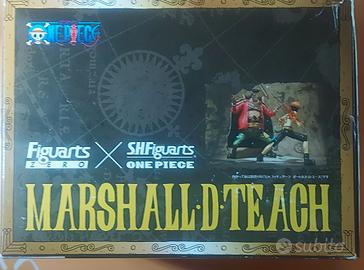 ONE PIECE
Figuarts ZERO × S.H.Figuarts ONE PIECE
MARSHALL・D・TEACH
subito